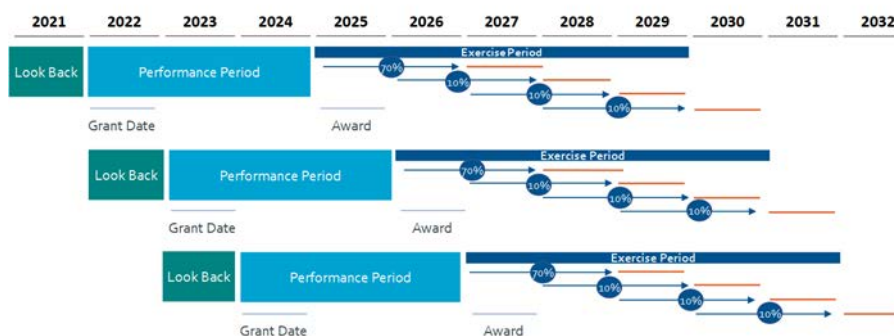 2021 2022 2023 2024 2025 2026 2027 2028 2029 2030 2031 2032
Exercise Period
Look Back Performance Period
70%
10%
10%
10%
Grant Date Award
Exercise Period
Look Back Performance Period
70%
10%
10%
10%
Grant Date Award
Exercise Period
Look Back Performance Period
70%
10%
10%
10%
Grant Date Award